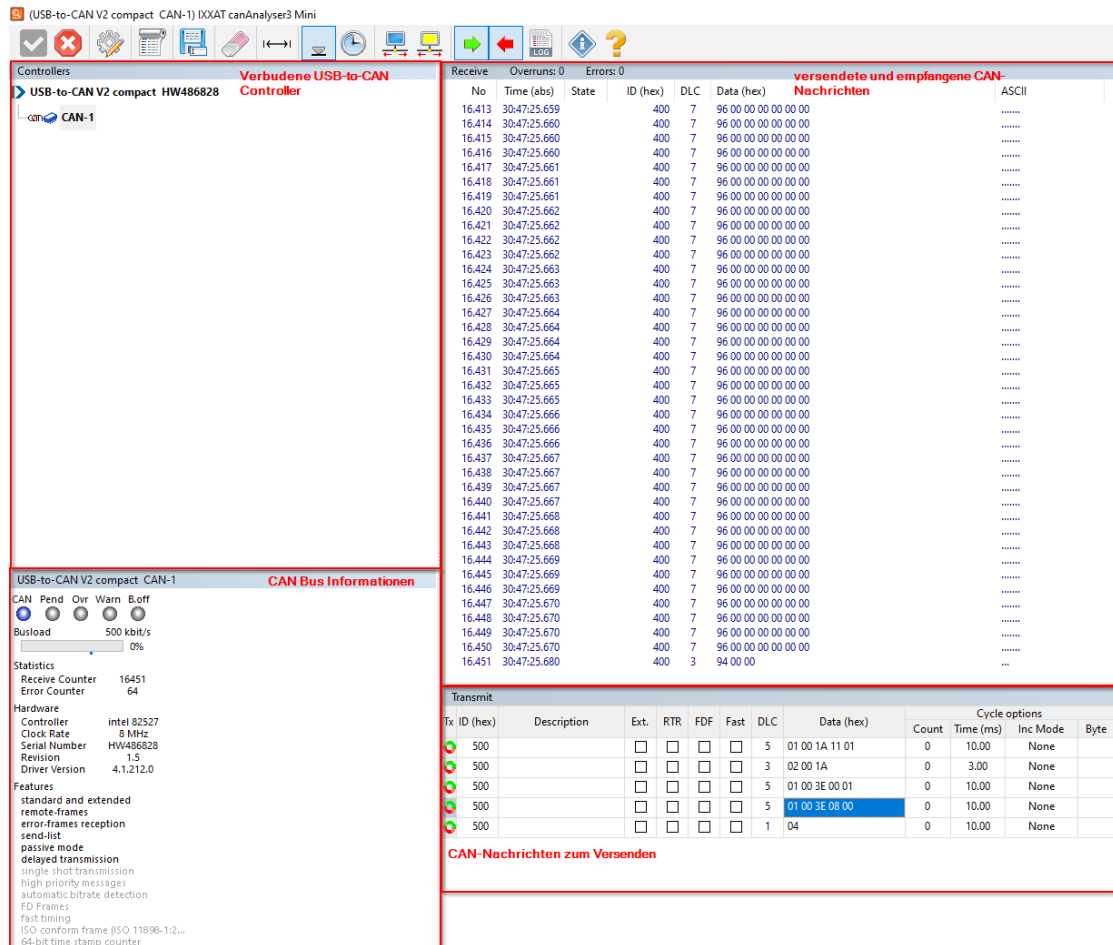 (USB-to-CAN V2 compact CAN-1) IXXAT canAnalyser3 Mini
LOG
Controllers
Verbudene USB-to-CAN
Controller
USB-to-CAN V2 compact HW486828
can CAN-1
Receive Overruns: 0 Errors: 0
versendete und empfangene CAN-
Nachrichten
No Time (abs) State ID (hex) DLC Data (hex) ASCII
16.413 30:47:25.659 400 7 96 00 00 00 00 00 00 .......
16.414 30:47:25.660 400 7 96 00 00 00 00 00 00 .......
16.415 30:47:25.660 400 7 96 00 00 00 00 00 00 .......
16.416 30:47:25.660 400 7 96 00 00 00 00 00 00 .......
16.417 30:47:25.661 400 7 96 00 00 00 00 00 00 .......
16.418 30:47:25.661 400 7 96 00 00 00 00 00 00 .......
16.419 30:47:25.661 400 7 96 00 00 00 00 00 00 .......
16.420 30:47:25.662 400 7 96 00 00 00 00 00 00 .......
16.421 30:47:25.662 400 7 96 00 00 00 00 00 00 .......
16.422 30:47:25.662 400 7 96 00 00 00 00 00 00 .......
16.423 30:47:25.662 400 7 96 00 00 00 00 00 00 .......
16.424 30:47:25.663 400 7 96 00 00 00 00 00 00 .......
16.425 30:47:25.663 400 7 96 00 00 00 00 00 00 .......
16.426 30:47:25.663 400 7 96 00 00 00 00 00 00 .......
16.427 30:47:25.664 400 7 96 00 00 00 00 00 00 .......
16.428 30:47:25.664 400 7 96 00 00 00 00 00 00 .......
16.429 30:47:25.664 400 7 96 00 00 00 00 00 00 .......
16.430 30:47:25.664 400 7 96 00 00 00 00 00 00 .......
16.431 30:47:25.665 400 7 96 00 00 00 00 00 00 .......
16.432 30:47:25.665 400 7 96 00 00 00 00 00 00 .......
16.433 30:47:25.665 400 7 96 00 00 00 00 00 00 .......
16.434 30:47:25.666 400 7 96 00 00 00 00 00 00 .......
16.435 30:47:25.666 400 7 96 00 00 00 00 00 00 .......
16.436 30:47:25.666 400 7 96 00 00 00 00 00 00 .......
16.437 30:47:25.667 400 7 96 00 00 00 00 00 00 .......
16.438 30:47:25.667 400 7 96 00 00 00 00 00 00 .......
16.439 30:47:25.667 400 7 96 00 00 00 00 00 00 .......
16.440 30:47:25.667 400 7 96 00 00 00 00 00 00 .......
16.441 30:47:25.668 400 7 96 00 00 00 00 00 00 .......
16.442 30:47:25.668 400 7 96 00 00 00 00 00 00 .......
16.443 30:47:25.668 400 7 96 00 00 00 00 00 00 .......
16.444 30:47:25.669 400 7 96 00 00 00 00 00 00 .......
16.445 30:47:25.669 400 7 96 00 00 00 00 00 00 .......
16.446 30:47:25.669 400 7 96 00 00 00 00 00 00 .......
16.447 30:47:25.670 400 7 96 00 00 00 00 00 00 .......
16.448 30:47:25.670 400 7 96 00 00 00 00 00 00 .......
16.449 30:47:25.670 400 7 96 00 00 00 00 00 00 .......
16.450 30:47:25.670 400 7 96 00 00 00 00 00 00 .......
16.451 30:47:25.680 400 3 94 00 00 ...
USB-to-CAN V2 compact CAN-1
CAN Bus Informationen
CAN Pend Ovr Warn B.off
Busload 500 kbit/s
0%
Statistics
Receive Counter 16451
Error Counter 64
Hardware
Controller intel 82527
Clock Rate 8 MHz
Serial Number HW486828
Revision 1.5
Driver Version 4.1.212.0
Features
standard and extended
remote-frames
error-frames reception
send-list
passive mode
delayed transmission
single shot transmission
high priority messages
automatic bitrate detection
FD Frames
fast timing
ISO conform frame (ISO 11898-1:2...
64-bit time stamp counter
Transmit
Cycle options
Tx ID (hex) Description Ext. RTR FDF Fast DLC Data (hex) Count Time (ms) Inc Mode Byte
500 5 01 00 1A 11 01 0 10.00 None
500 3 02 00 1A 0 3.00 None
500 5 01 00 3E 00 01 0 10.00 None
500 5 01 00 3E 08 00 0 10.00 None
500 1 04 0 10.00 None
CAN-Nachrichten zum Versenden